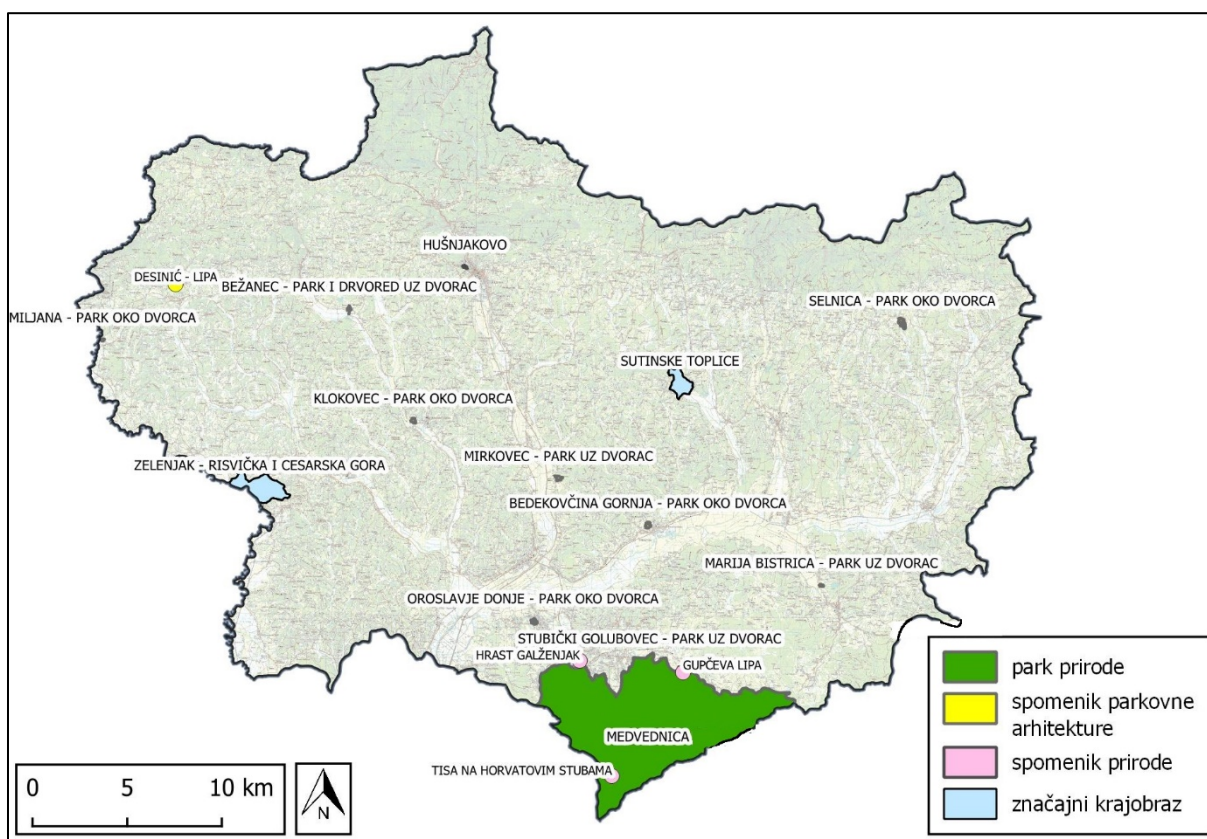 HUŠNJAKOVO
DESINIĆ - LIPA
BEŽANEC - PARK I DRVORED UZ DVORAC
SELNICA - PARK OKO DVORCA
MILJANA - PARK OKO DVORCA
SUTINSKE TOPLICE
KLOKOVEC - PARK OKO DVORCA
MIRKOVEC - PARK UZ DVORAC
ZELENJAK - RISVIČKA I CESARSKA GORA
BEDEKOVČINA GORNJA - PARK OKO DVORCA
MARIJA BISTRICA - PARK UZ DVORAC
OROSLAVJE DONJE - PARK OKO DVORCA
STUBIČKI GOLUBOVEC - PARK UZ DVORAC
HRAST GALŽENJAK
GUPČEVA LIPA
MEDVEDNICA
TISA NA HORVATOVIM STUBAMA
park prirode
spomenik parkovne
arhitekture
spomenik prirode
značajni krajobraz
0 5 10 km
N